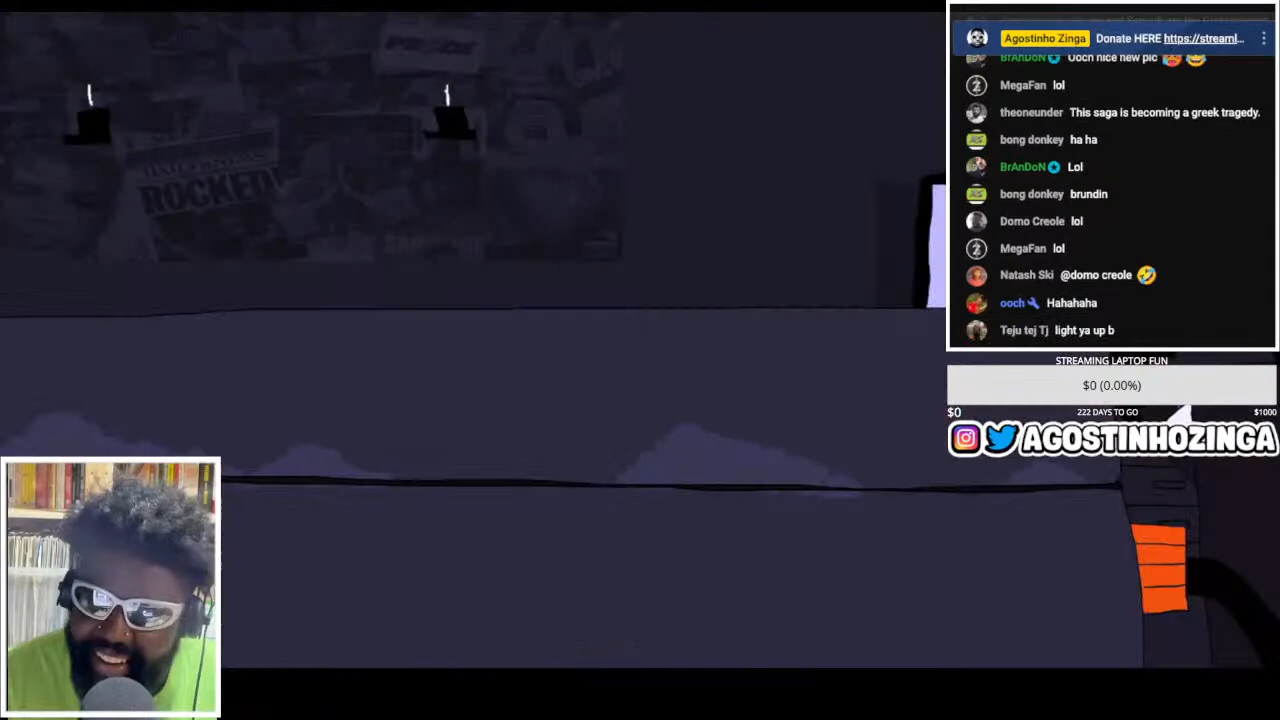 Agostinho Zinga Donate HERE https://streaml...
BrAnDoN Ooch nice new pic 🥵 😂
MegaFan lol
theoneunder This saga is becoming a greek tragedy.
bong donkey ha ha
BrAnDoN Lol
bong donkey brundin
Domo Creole lol
MegaFan lol
Natash Ski @domo creole 🤣
ooch Hahahaha
Teju tej Tj light ya up b
STREAMING LAPTOP FUN
$0 (0.00%)
$0 222 DAYS TO GO $1000
AGOSTINHOZINGA
ROCKED